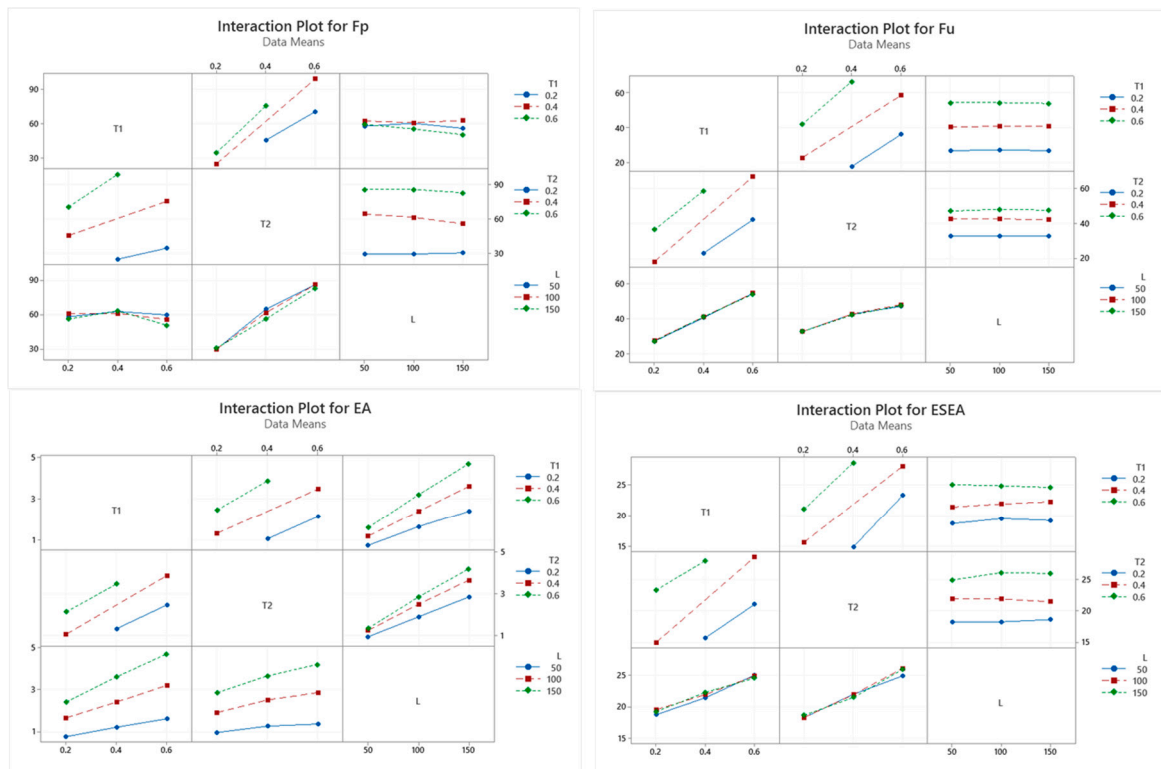 Interaction Plot for Fp
Data Means
0.2 0.4 0.6
90
60
30
T1
T1
0.2
0.4
0.6
T2
90
60
30
T2
0.2
0.4
0.6
90
60
30
L
L
50
100
150
0.2 0.4 0.6 50 100 150
Interaction Plot for Fu
Data Means
0.2 0.4 0.6
60
40
20
T1
T1
0.2
0.4
0.6
T2
60
40
20
T2
0.2
0.4
0.6
60
40
20
L
L
50
100
150
0.2 0.4 0.6 50 100 150
Interaction Plot for EA
Data Means
0.2 0.4 0.6
5
3
1
T1
T1
0.2
0.4
0.6
T2
5
3
1
T2
0.2
0.4
0.6
5
3
1
L
L
50
100
150
0.2 0.4 0.6 50 100 150
Interaction Plot for ESEA
Data Means
0.2 0.4 0.6
25
20
15
T1
T1
0.2
0.4
0.6
T2
25
20
15
T2
0.2
0.4
0.6
25
20
15
L
L
50
100
150
0.2 0.4 0.6 50 100 150